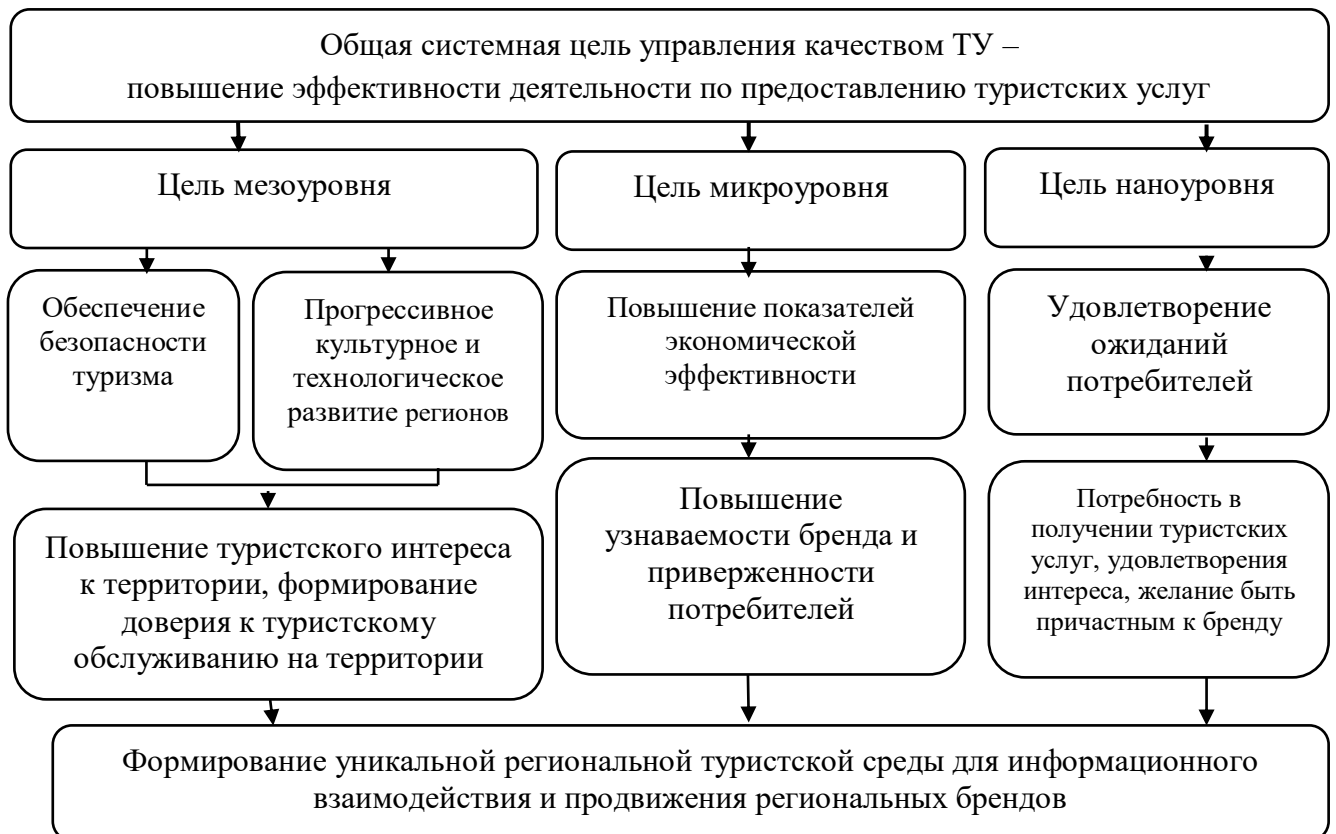 Общая системная цель управления качеством ТУ –
повышение эффективности деятельности по предоставлению туристских услуг
Цель мезоуровня
Цель микроуровня
Цель наноуровня
Обеспечение
безопасности
туризма
Прогрессивное
культурное и
технологическое
развитие регионов
Повышение показателей
экономической
эффективности
Удовлетворение
ожиданий
потребителей
Повышение туристского интереса
к территории, формирование
доверия к туристскому
обслуживанию на территории
Повышение
узнаваемости бренда и
приверженности
потребителей
Потребность в
получении туристских
услуг, удовлетворения
интереса, желание быть
причастным к бренду
Формирование уникальной региональной туристской среды для информационного
взаимодействия и продвижения региональных брендов